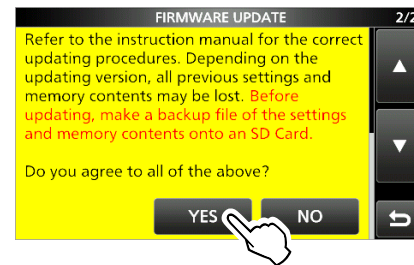 FIRMWARE UPDATE 2/2
Refer to the instruction manual for the correct
updating procedures. Depending on the
updating version, all previous settings and
memory contents may be lost. Before
updating, make a backup file of the settings
and memory contents onto an SD Card.
Do you agree to all of the above?
YES NO